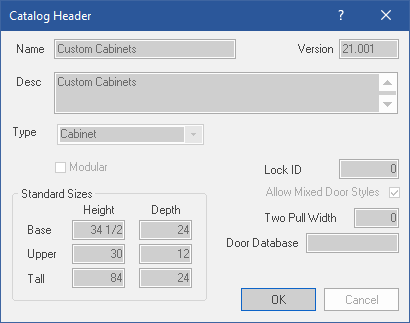 Catalog Header ?
Name Custom Cabinets Version 21.001
Desc Custom Cabinets
Type Cabinet
Modular Lock ID 0
Allow Mixed Door Styles
Standard Sizes
Height Depth Two Pull Width 0
Base 34 1/2 24 Door Database
Upper 30 12
Tall 84 24
OK Cancel